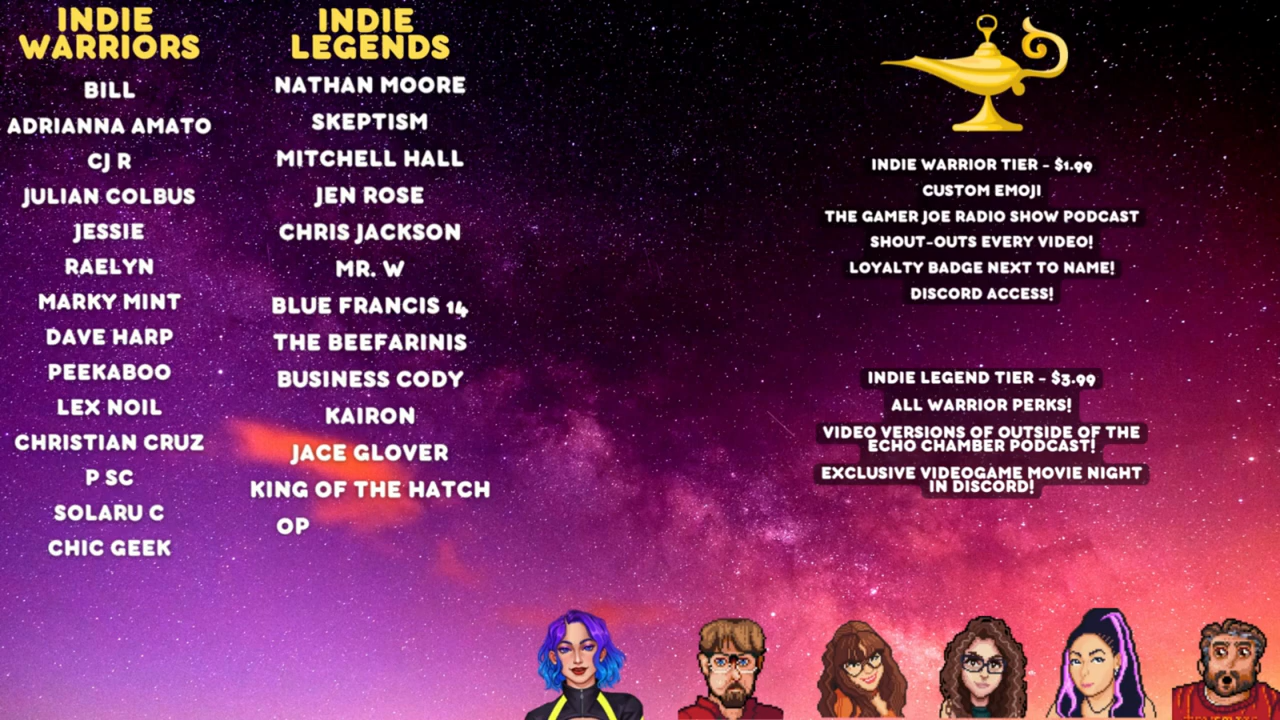 INDIE
WARRIORS
BILL
ADRIANNA AMATO
CJ R
JULIAN COLBUS
JESSIE
RAELYN
MARKY MINT
DAVE HARP
PEEKABOO
LEX NOIL
CHRISTIAN CRUZ
P SC
SOLARU C
CHIC GEEK
INDIE
LEGENDS
NATHAN MOORE
SKEPTISM
MITCHELL HALL
JEN ROSE
CHRIS JACKSON
MR. W
BLUE FRANCIS 14
THE BEEFARINIS
BUSINESS CODY
KAIRON
JACE GLOVER
KING OF THE HATCH
OP
INDIE WARRIOR TIER - $1.99
CUSTOM EMOJI
THE GAMER JOE RADIO SHOW PODCAST
SHOUT-OUTS EVERY VIDEO!
LOYALTY BADGE NEXT TO NAME!
DISCORD ACCESS!
INDIE LEGEND TIER - $3.99
ALL WARRIOR PERKS!
VIDEO VERSIONS OF OUTSIDE OF THE
ECHO CHAMBER PODCAST!
EXCLUSIVE VIDEOGAME MOVIE NIGHT
IN DISCORD!